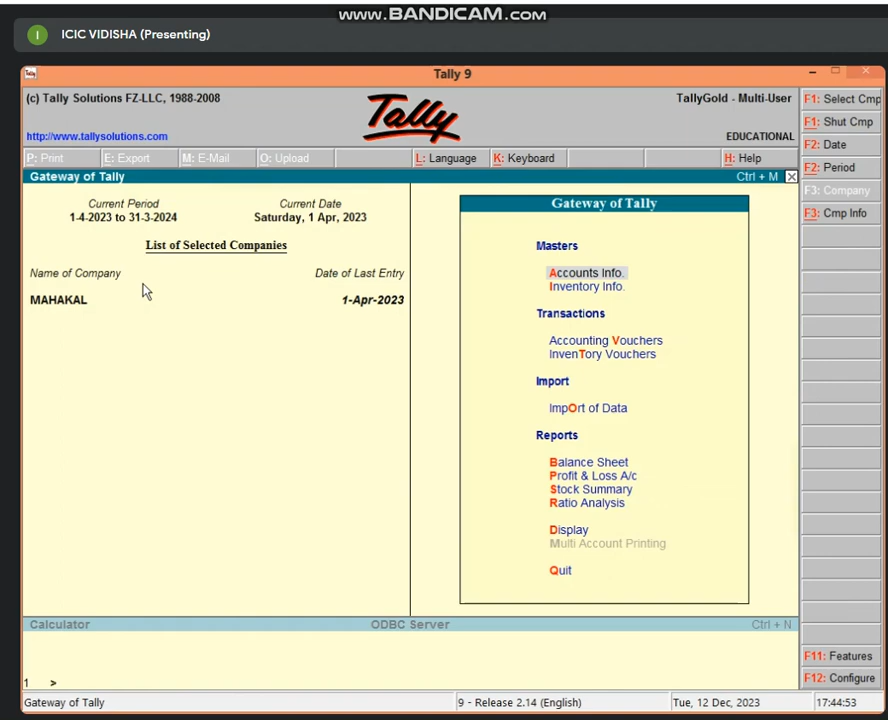 WWW.BANDICAM.COM
I ICIC VIDISHA (Presenting)
Tally Tally 9
(c) Tally Solutions FZ-LLC, 1988-2008
Tally
TallyGold - Multi-User
http://www.tallysolutions.com
EDUCATIONAL
P: Print E: Export M: E-Mail O: Upload L: Language K: Keyboard H: Help
Gateway of Tally Ctrl + M X
Current Period Current Date
1-4-2023 to 31-3-2024 Saturday, 1 Apr, 2023
List of Selected Companies
Name of Company Date of Last Entry
MAHAKAL 1-Apr-2023
Gateway of Tally
Masters
Accounts Info.
Inventory Info.
Transactions
Accounting Vouchers
InvenTory Vouchers
Import
ImpOrt of Data
Reports
Balance Sheet
Profit & Loss A/c
Stock Summary
Ratio Analysis
Display
Multi Account Printing
Quit
F1: Select Cmp
F1: Shut Cmp
F2: Date
F2: Period
F3: Company
F3: Cmp Info
F11: Features
F12: Configure
Calculator ODBC Server Ctrl + N
1 >
Gateway of Tally 9 - Release 2.14 (English) Tue, 12 Dec, 2023 17:44:53